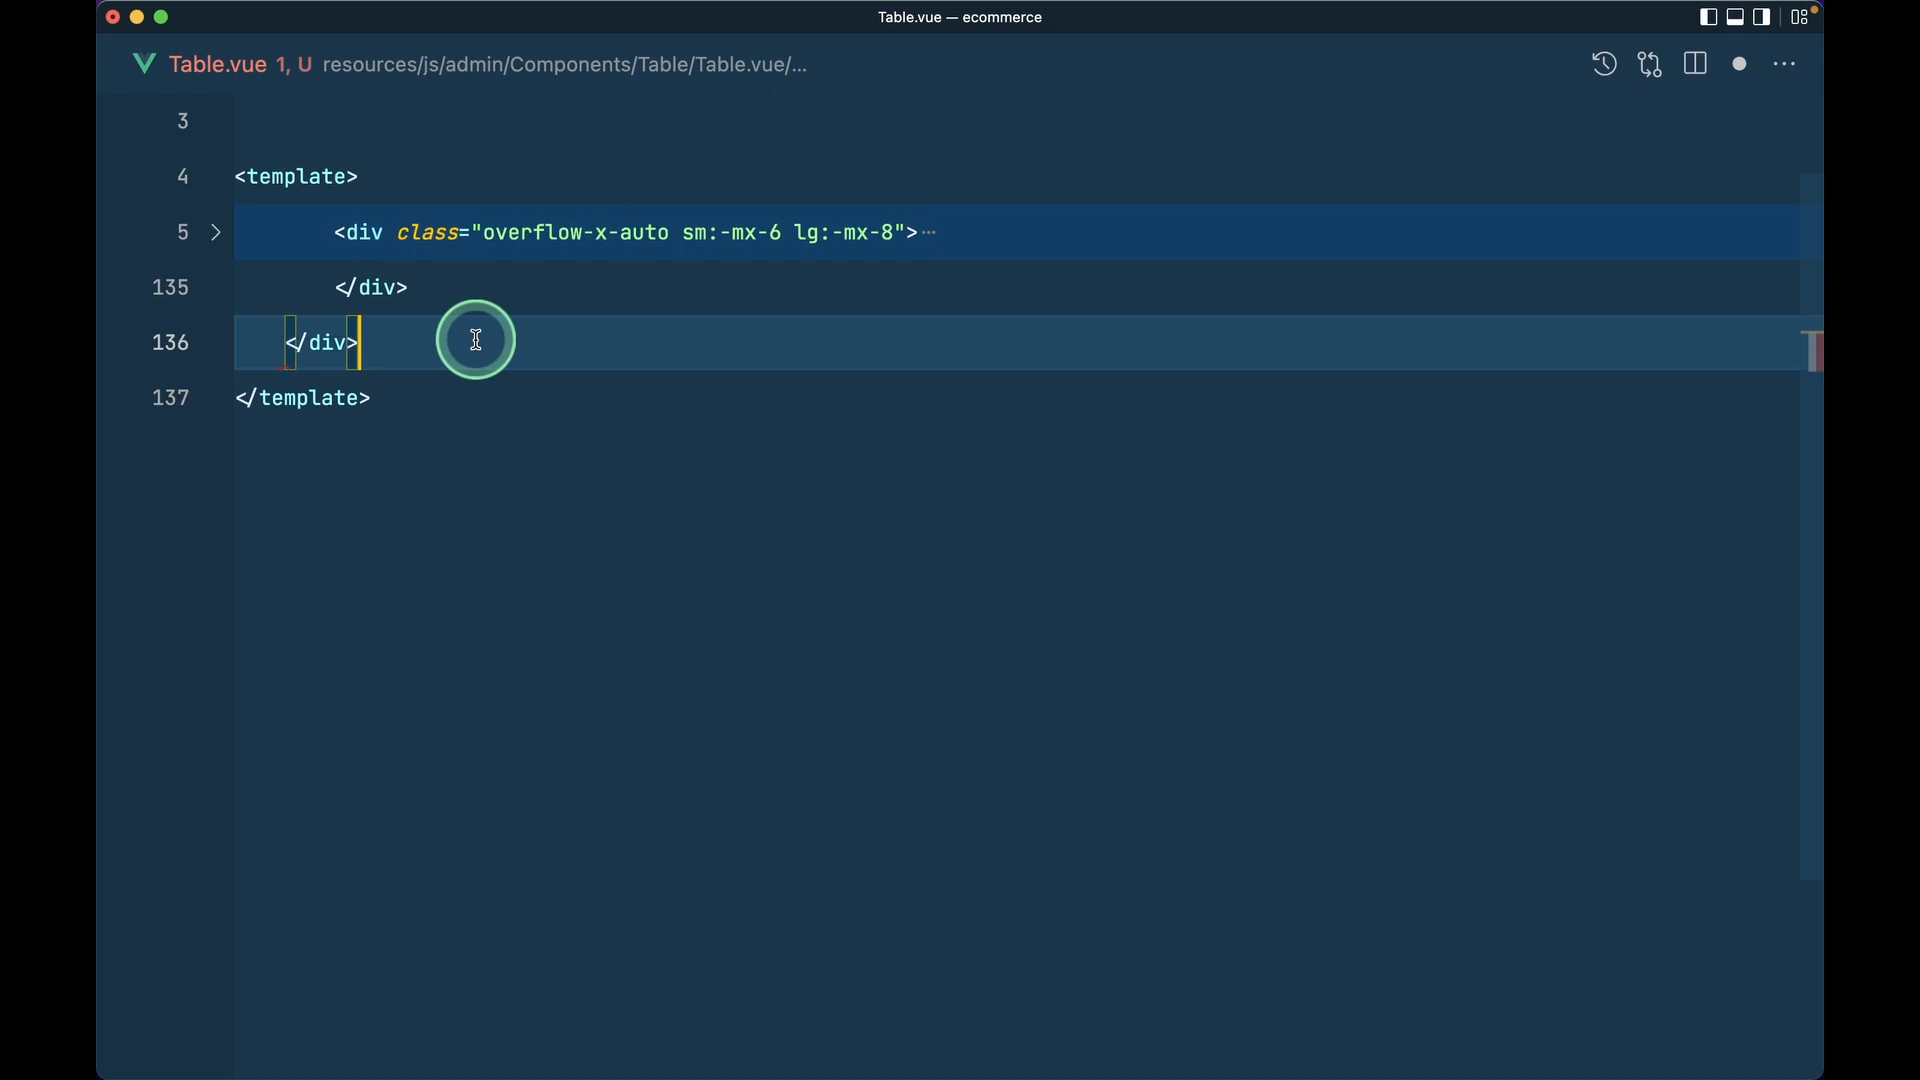 Table.vue — ecommerce
Table.vue 1, U resources/js/admin/Components/Table/Table.vue/...
3
4 <template>
5 <div class="overflow-x-auto sm:-mx-6 lg:-mx-8">…
135 </div>
136 </div>
137 </template>